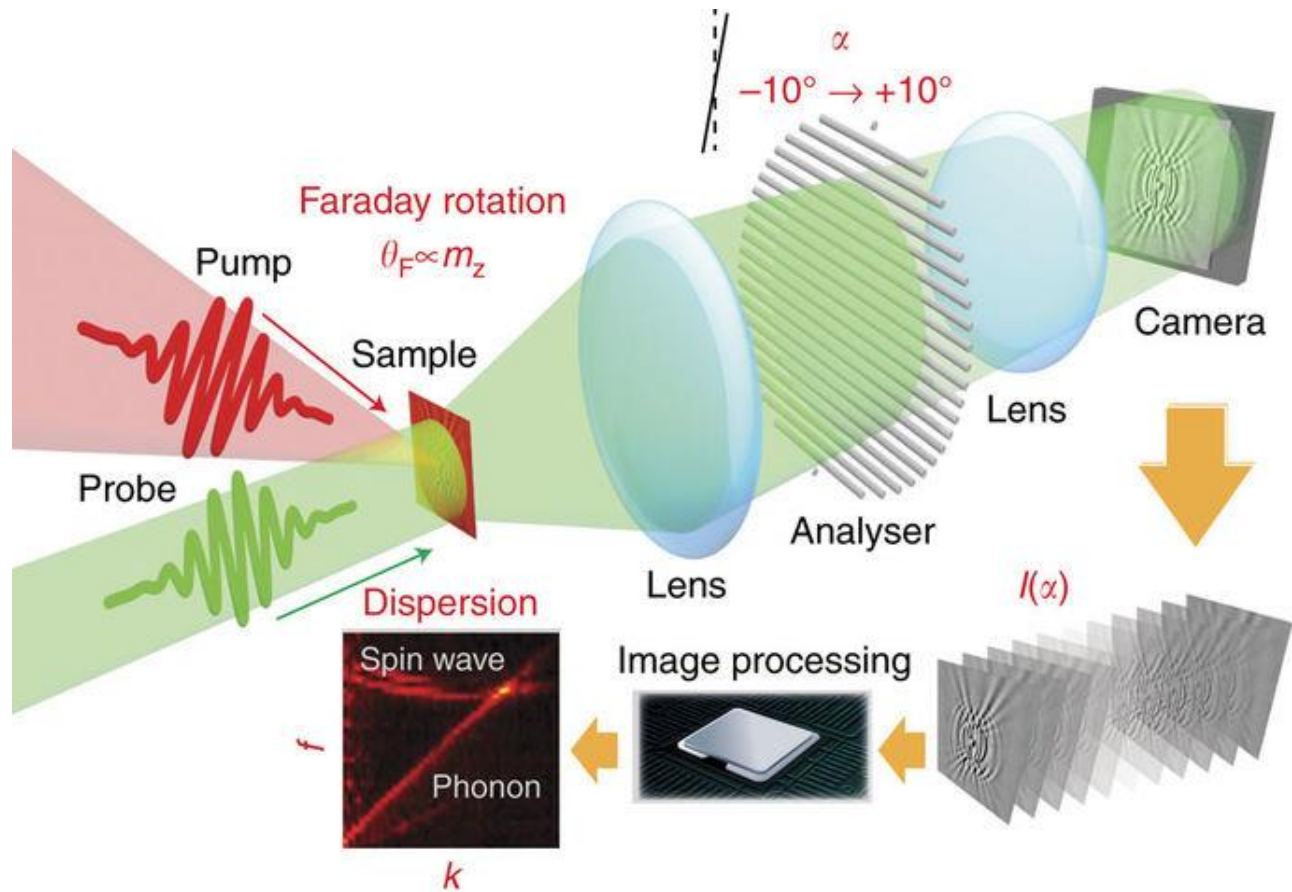 α
−10° → +10°
Faraday rotation
θF∝mz
Pump
Sample
Camera
Lens
Probe
Analyser
Lens
I(α)
Dispersion
Spin wave
Image processing
f
Phonon
k